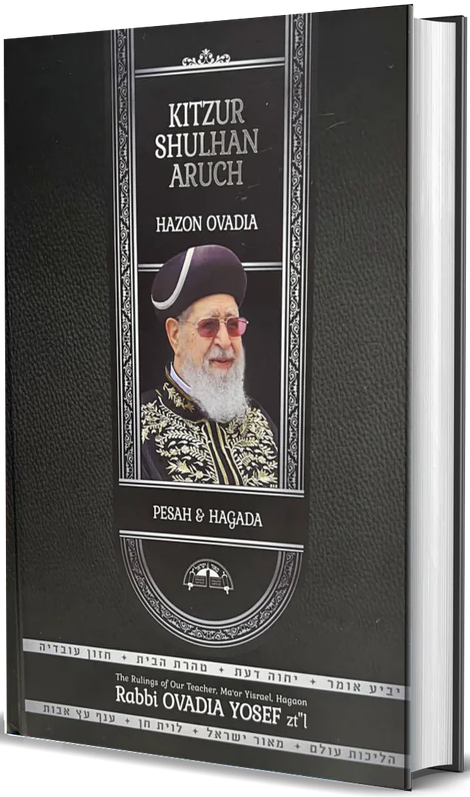 KITZUR
SHULHAN
ARUCH
HAZON OVADIA
PESAH & HAGADA
יביע אומר • יחוה דעת • טהרת הבית • חזון עובדיה
The Rulings of Our Teacher, Ma'or Yisrael, Hagaon
Rabbi OVADIA YOSEF zt"l
הליכות עולם • מאור ישראל • לוית חן • ענף עץ אבות